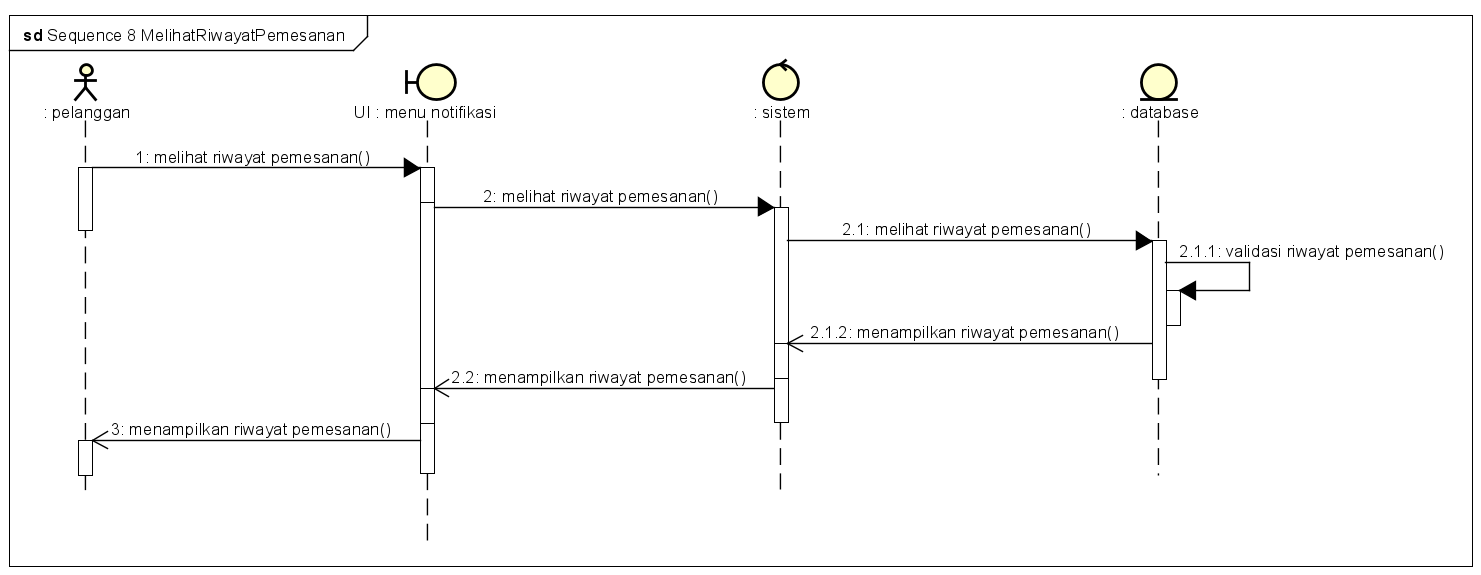 sd Sequence 8 MelihatRiwayatPemesanan
: pelanggan
UI : menu notifikasi
: sistem
: database
1: melihat riwayat pemesanan()
2: melihat riwayat pemesanan()
2.1: melihat riwayat pemesanan()
2.1.1: validasi riwayat pemesanan()
2.1.2: menampilkan riwayat pemesanan()
2.2: menampilkan riwayat pemesanan()
3: menampilkan riwayat pemesanan()